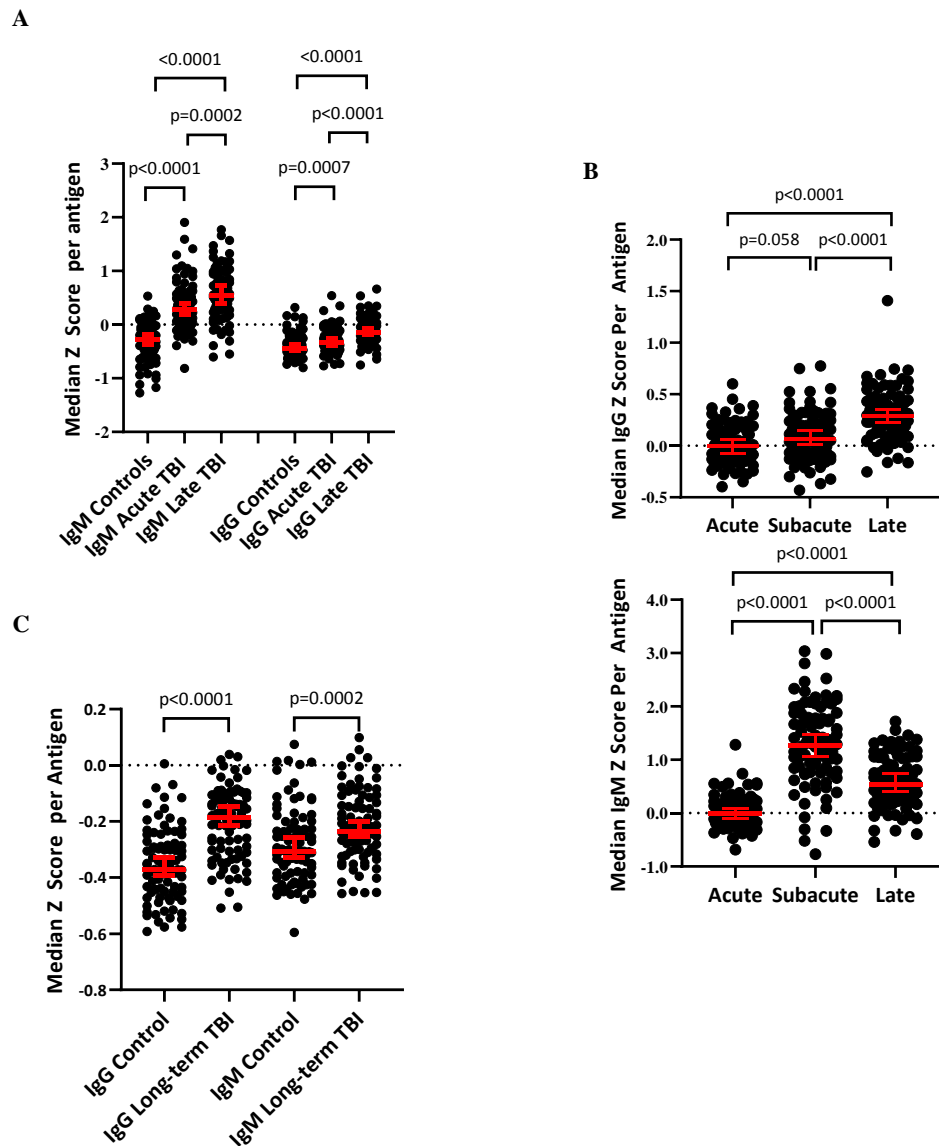 A
<0.0001 <0.0001
p=0.0002 p<0.0001
p<0.0001 p=0.0007
Median Z Score per antigen
3
2
1
0
-1
-2
IgM Controls
IgM Acute TBI
IgM Late TBI
IgG Controls
IgG Acute TBI
IgG Late TBI
B
p<0.0001
p=0.058 p<0.0001
Median IgG Z Score Per Antigen
2.0
1.5
1.0
0.5
0.0
-0.5
Acute Subacute Late
p<0.0001
p<0.0001 p<0.0001
Median IgM Z Score Per Antigen
4.0
3.0
2.0
1.0
0.0
-1.0
Acute Subacute Late
C
p<0.0001 p=0.0002
Median Z Score per Antigen
0.2
0.0
-0.2
-0.4
-0.6
-0.8
IgG Control
IgG Long-term TBI
IgM Control
IgM Long-term TBI